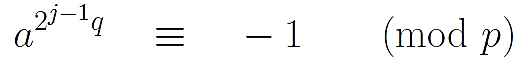 a^{2^{j-1}q} ≡ -1 (mod p)